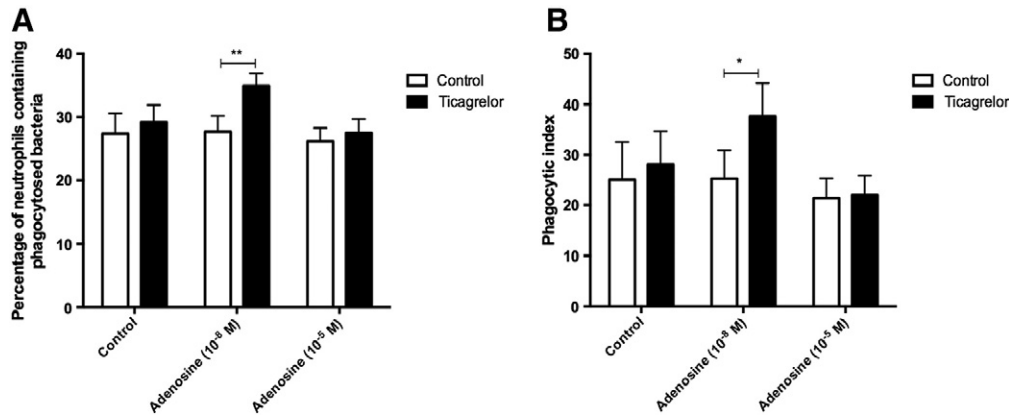 A
Percentage of neutrophils containing
phagocytosed bacteria
40
30
20
10
0
**
Control
Adenosine (10-8 M)
Adenosine (10-5 M)
Control
Ticagrelor
B
Phagocytic index
50
40
30
20
10
0
*
Control
Adenosine (10-8 M)
Adenosine (10-5 M)
Control
Ticagrelor